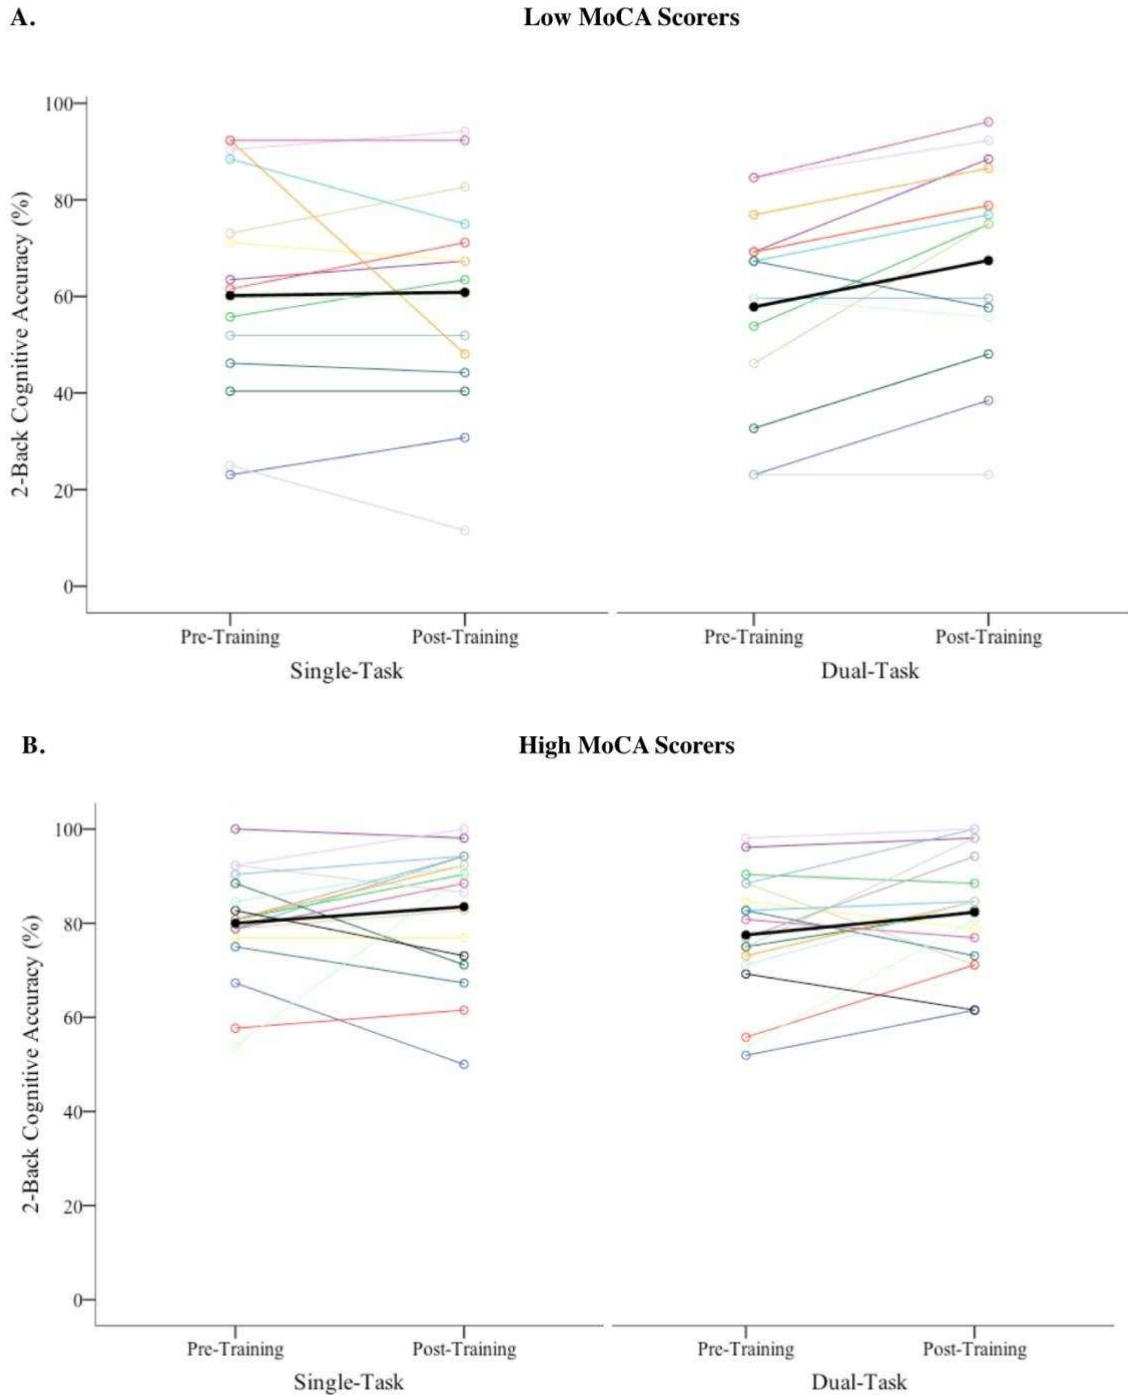 A.
Low MoCA Scorers
2-Back Cognitive Accuracy (%)
100
80
60
40
20
0
Pre-Training Post-Training Pre-Training Post-Training
Single-Task Dual-Task
B.
High MoCA Scorers
2-Back Cognitive Accuracy (%)
100
80
60
40
20
0
Pre-Training Post-Training Pre-Training Post-Training
Single-Task Dual-Task